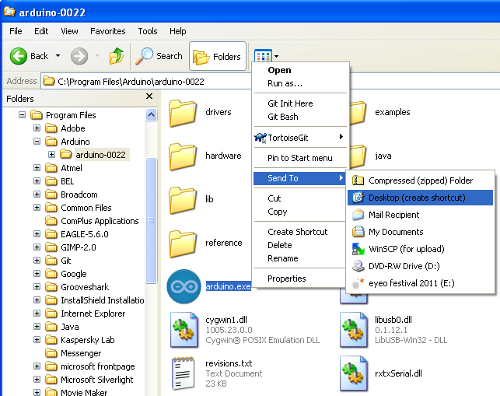 arduino-0022
File Edit View Favorites Tools Help
Back Search Folders
Address C:\Program Files\Arduino\arduino-0022
Folders
Program Files
Adobe
Arduino
arduino-0022
Atmel
BEL
Broadcom
Common Files
ComPlus Applications
EAGLE-5.6.0
GIMP-2.0
Git
Google
Grooveshark
InstallShield Installatio
Internet Explorer
Java
Kaspersky Lab
Messenger
microsoft frontpage
Microsoft Silverlight
Movie Maker
drivers
examples
hardware
java
lib
reference
arduino.exe
cygwin1.dll
1005.23.0.0
Cygwin® POSIX Emulation DLL
libusb0.dll
0.1.12.1
LibUSB-Win32 - DLL
revisions.txt
Text Document
23 KB
rxtxSerial.dll
Open
Run as...
Git Init Here
Git Bash
TortoiseGit
Pin to Start menu
Send To
Cut
Copy
Create Shortcut
Delete
Rename
Properties
Compressed (zipped) Folder
Desktop (create shortcut)
Mail Recipient
My Documents
WinSCP (for upload)
DVD-RW Drive (D:)
eyeo festival 2011 (E:)